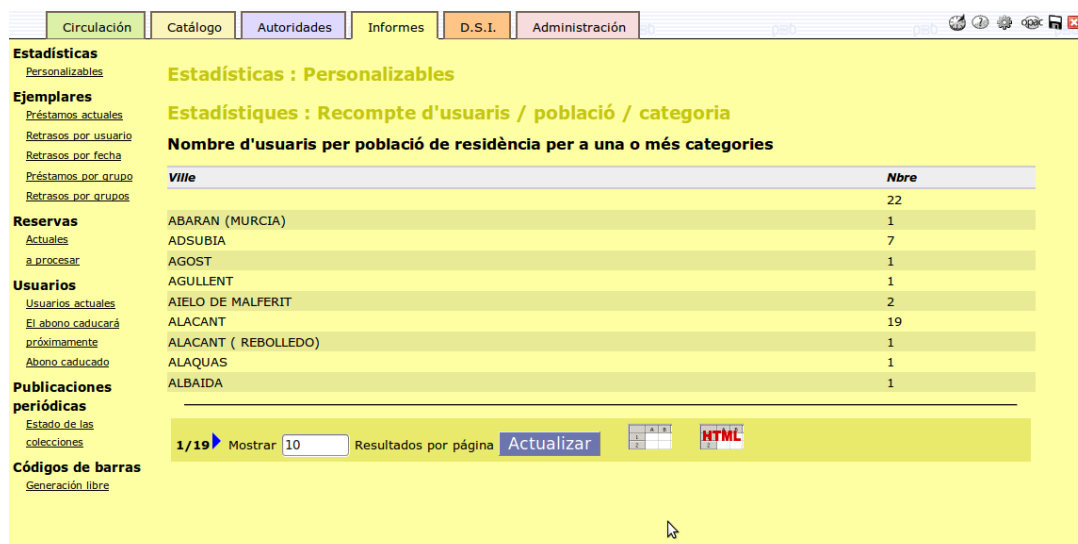 Circulación Catálogo Autoridades Informes D.S.I. Administración
Estadísticas
Personalizables
Ejemplares
Préstamos actuales
Retrasos por usuario
Retrasos por fecha
Préstamos por grupo
Retrasos por grupos
Reservas
Actuales
a procesar
Usuarios
Usuarios actuales
El abono caducará
próximamente
Abono caducado
Publicaciones
periódicas
Estado de las
colecciones
Códigos de barras
Generación libre
Estadísticas : Personalizables
Estadístiques : Recompte d'usuaris / població / categoria
Nombre d'usuaris per població de residència per a una o més categories
Ville Nbre
22
ABARAN (MURCIA) 1
ADSUBIA 7
AGOST 1
AGULLENT 1
AIELO DE MALFERIT 2
ALACANT 19
ALACANT ( REBOLLEDO) 1
ALAQUAS 1
ALBAIDA 1
1/19 Mostrar 10 Resultados por página Actualizar HTML